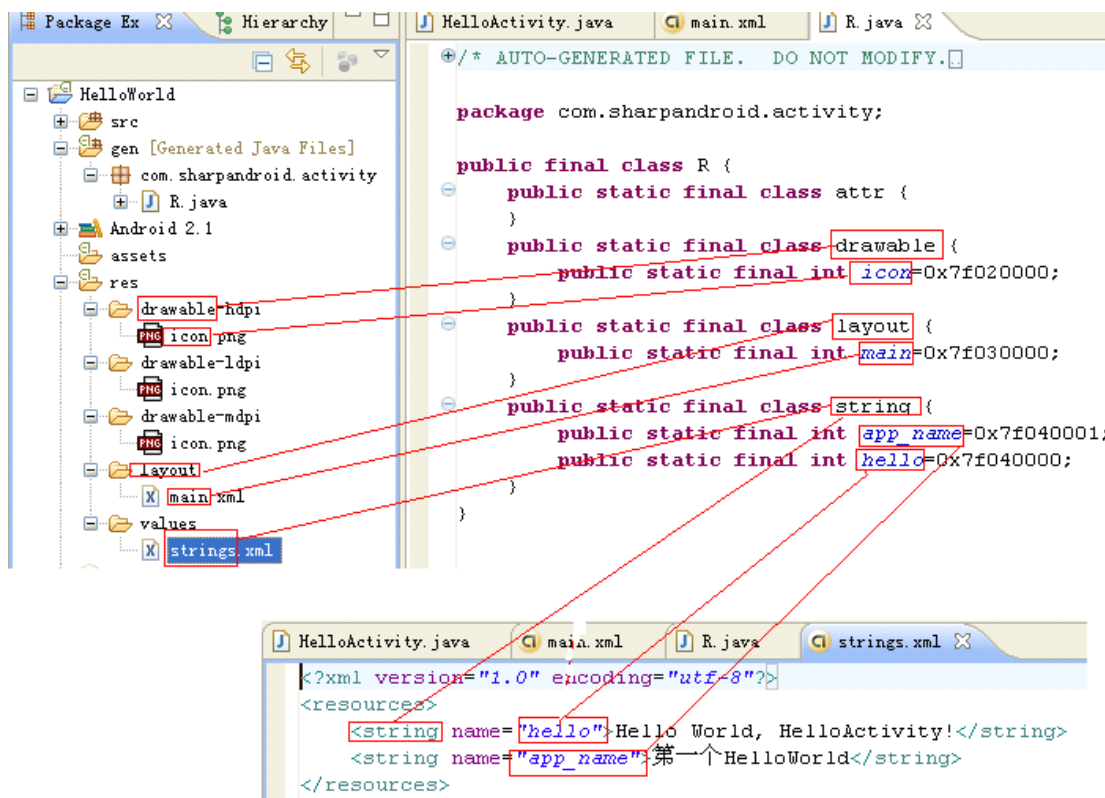 Package Ex
Hierarchy
HelloWorld
src
gen [Generated Java Files]
com.sharpandroid.activity
R.java
Android 2.1
assets
res
drawable-hdpi
icon.png
drawable-ldpi
icon.png
drawable-mdpi
icon.png
layout
main.xml
values
strings.xml
HelloActivity.java
main.xml
R.java
/* AUTO-GENERATED FILE.  DO NOT MODIFY.
package com.sharpandroid.activity;
public final class R {
public static final class attr {
}
public static final class drawable {
public static final int icon=0x7f020000;
}
public static final class layout {
public static final int main=0x7f030000;
}
public static final class string {
public static final int app_name=0x7f040001;
public static final int hello=0x7f040000;
}
}
HelloActivity.java
main.xml
R.java
strings.xml
<?xml version="1.0" encoding="utf-8"?>
<resources>
<string name="hello">Hello World, HelloActivity!</string>
<string name="app_name">第一个HelloWorld</string>
</resources>